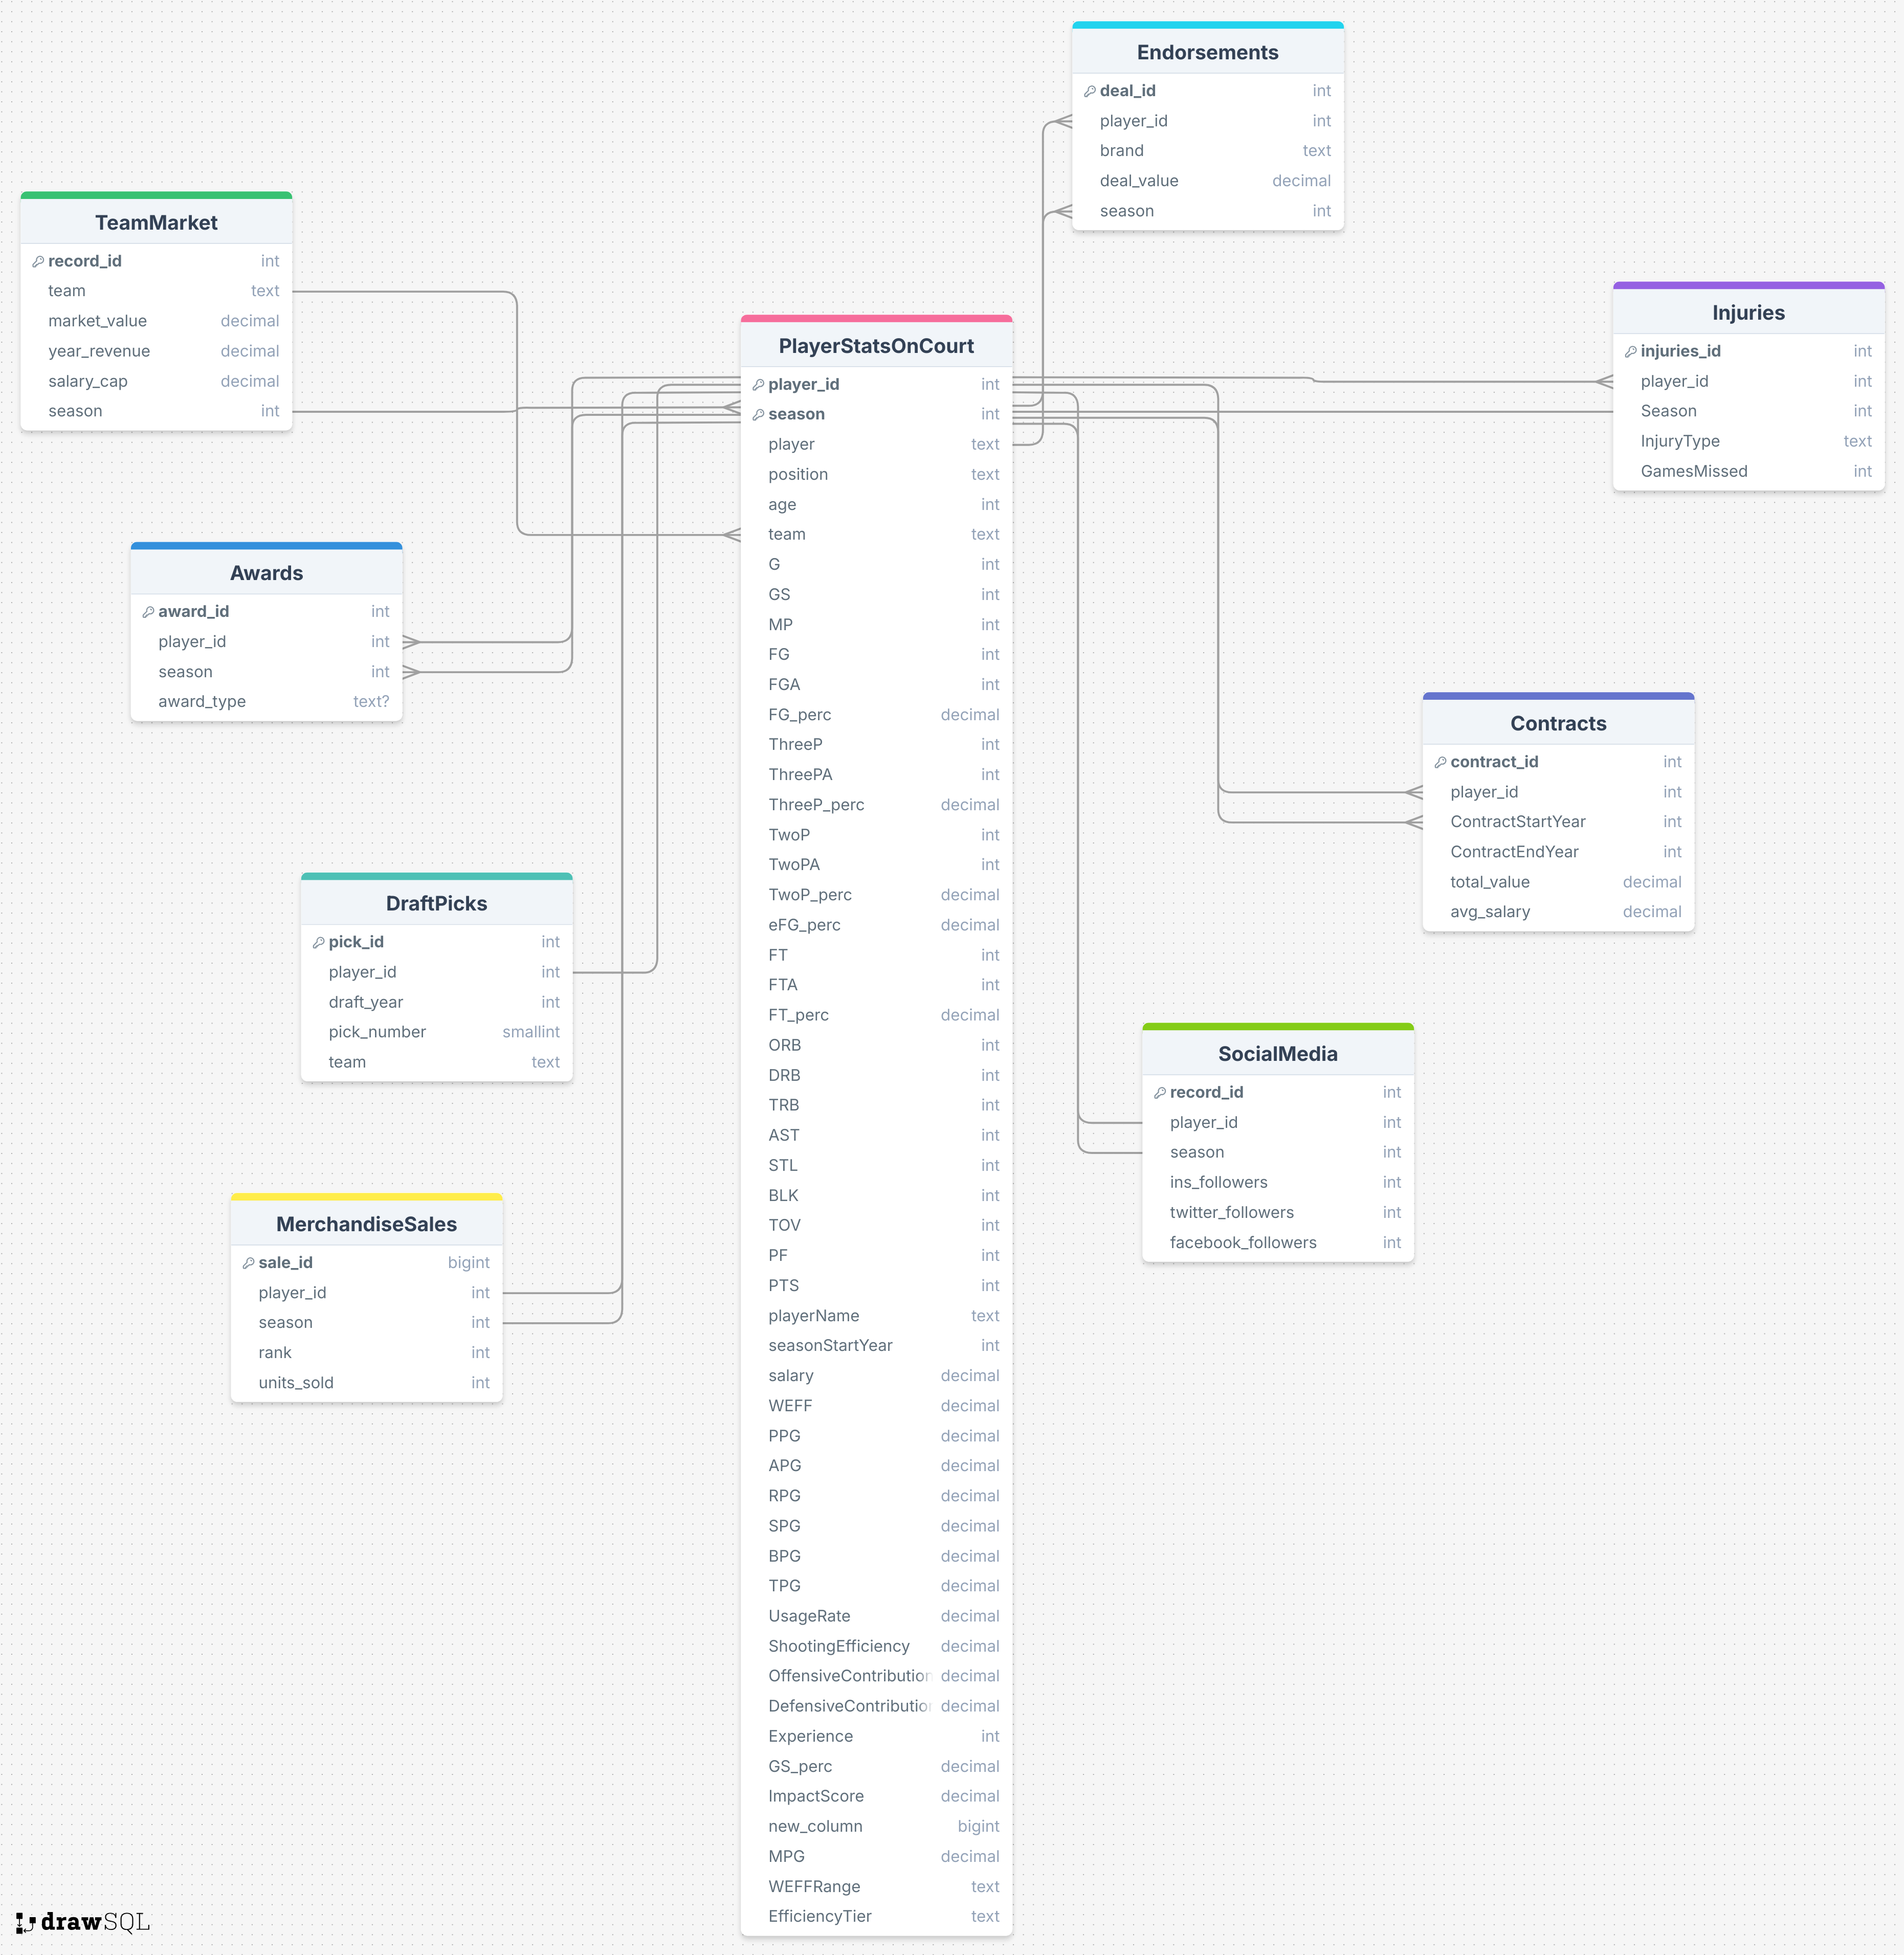 Endorsements
deal_id int
player_id int
brand text
deal_value decimal
season int
TeamMarket
record_id int
team text
market_value decimal
year_revenue decimal
salary_cap decimal
season int
Injuries
injuries_id int
player_id int
Season int
InjuryType text
GamesMissed int
PlayerStatsOnCourt
player_id int
season int
player text
position text
age int
team text
G int
GS int
MP int
FG int
FGA int
FG_perc decimal
ThreeP int
ThreePA int
ThreeP_perc decimal
TwoP int
TwoPA int
TwoP_perc decimal
eFG_perc decimal
FT int
FTA int
FT_perc decimal
ORB int
DRB int
TRB int
AST int
STL int
BLK int
TOV int
PF int
PTS int
playerName text
seasonStartYear int
salary decimal
WEFF decimal
PPG decimal
APG decimal
RPG decimal
SPG decimal
BPG decimal
TPG decimal
UsageRate decimal
ShootingEfficiency decimal
OffensiveContribution decimal
DefensiveContribution decimal
Experience int
GS_perc decimal
ImpactScore decimal
new_column bigint
MPG decimal
WEFFRange text
EfficiencyTier text
Awards
award_id int
player_id int
season int
award_type text?
Contracts
contract_id int
player_id int
ContractStartYear int
ContractEndYear int
total_value decimal
avg_salary decimal
DraftPicks
pick_id int
player_id int
draft_year int
pick_number smallint
team text
SocialMedia
record_id int
player_id int
season int
ins_followers int
twitter_followers int
facebook_followers int
MerchandiseSales
sale_id bigint
player_id int
season int
rank int
units_sold int
drawSQL